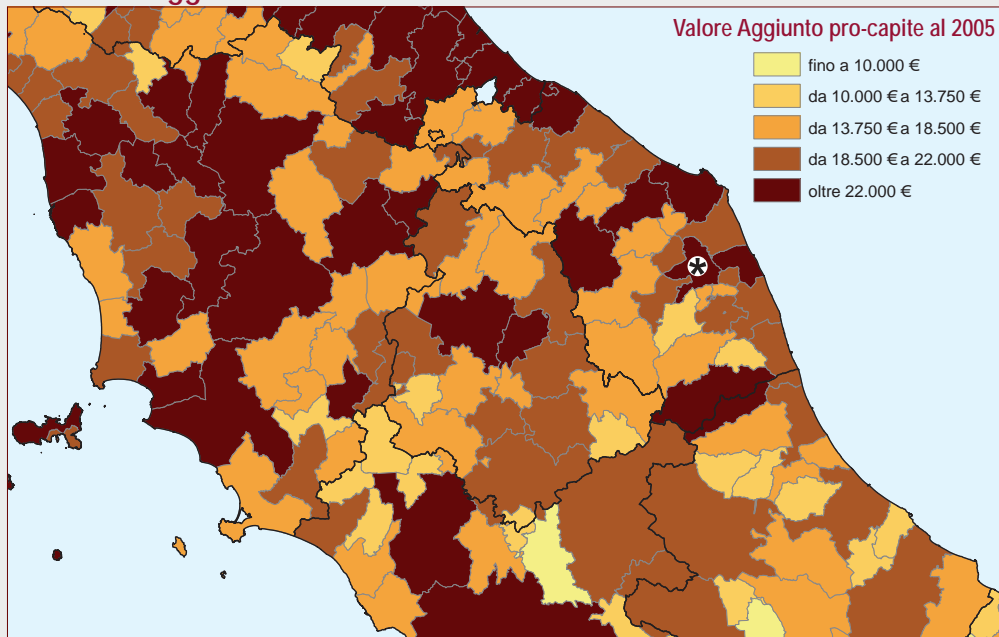 Valore Aggiunto pro-capite al 2005
fino a 10.000 €
da 10.000 € a 13.750 €
da 13.750 € a 18.500 €
da 18.500 € a 22.000 €
oltre 22.000 €